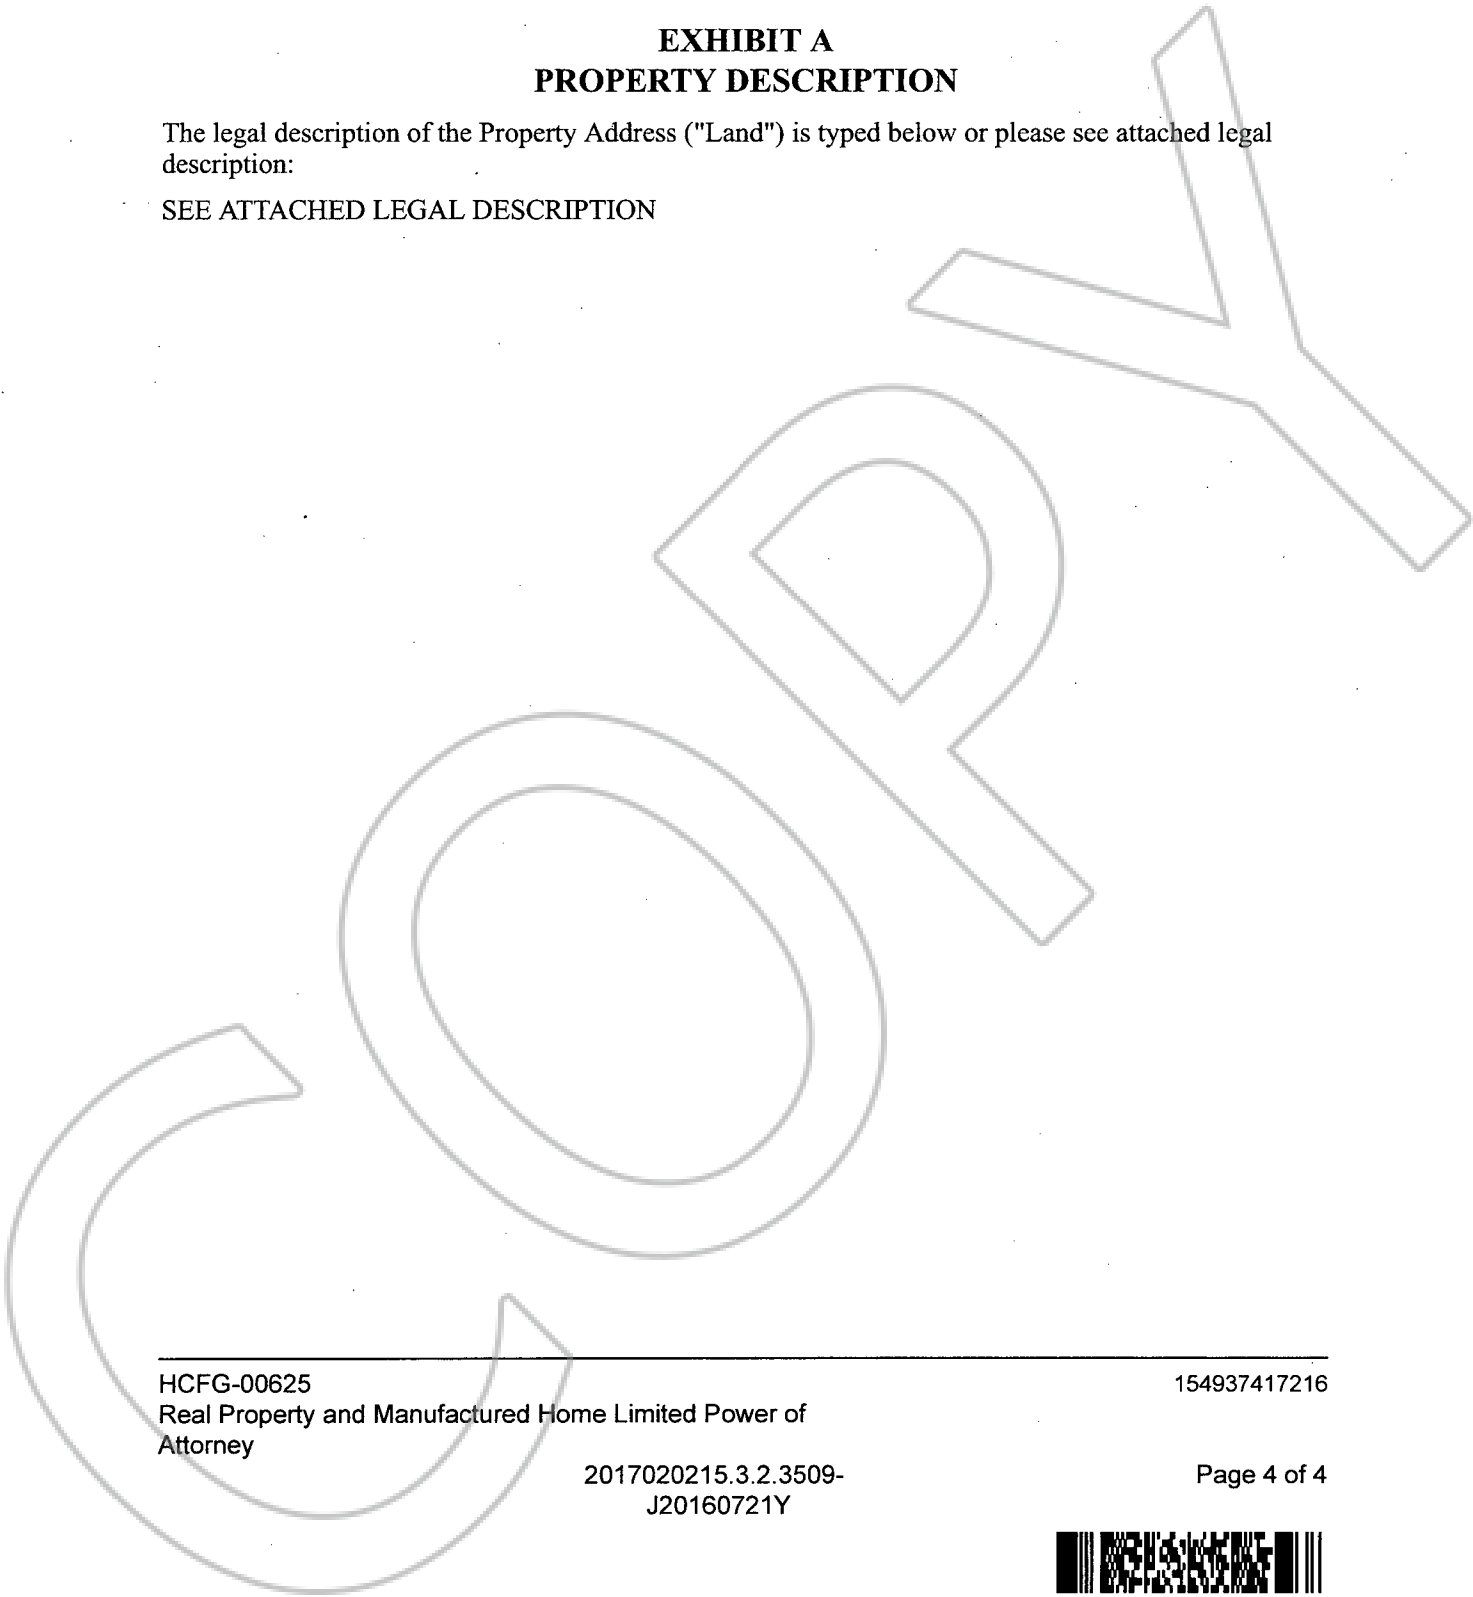 EXHIBIT A
PROPERTY DESCRIPTION
The legal description of the Property Address ("Land") is typed below or please see attached legal
description:
SEE ATTACHED LEGAL DESCRIPTION
COPY
HCFG-00625
154937417216
Real Property and Manufactured Home Limited Power of
Attorney
2017020215.3.2.3509-
J20160721Y
Page 4 of 4